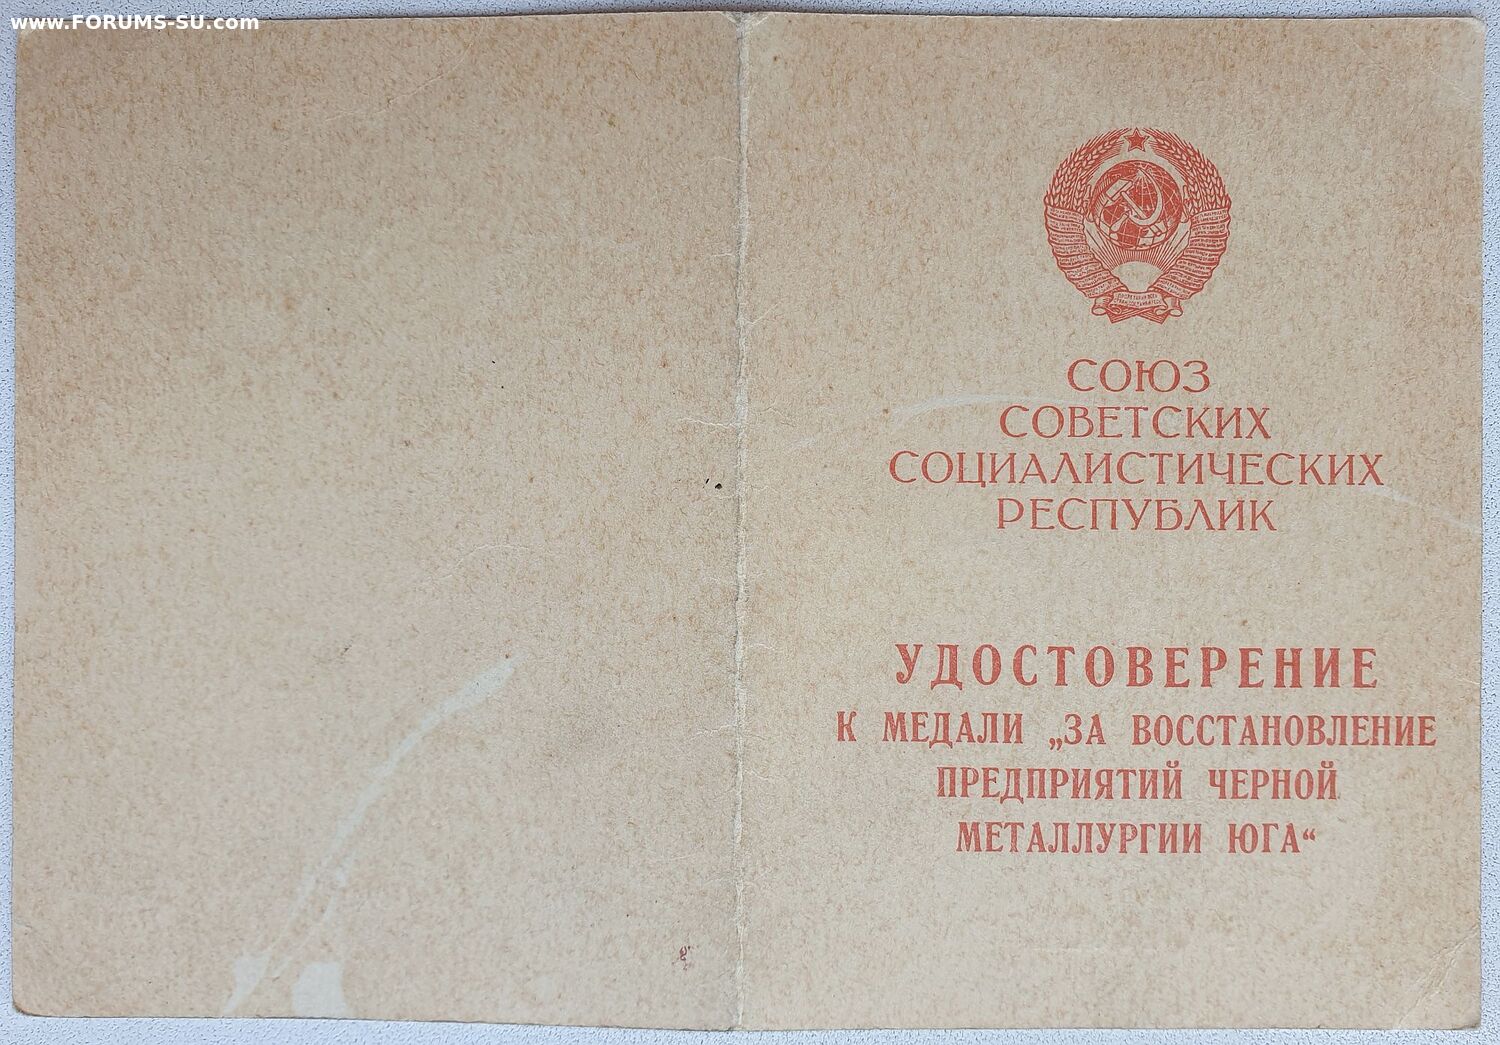 www.FORUMS-SU.com
СОЮЗ
СОВЕТСКИХ
СОЦИАЛИСТИЧЕСКИХ
РЕСПУБЛИК
УДОСТОВЕРЕНИЕ
К МЕДАЛИ „ЗА ВОССТАНОВЛЕНИЕ
ПРЕДПРИЯТИЙ ЧЕРНОЙ
МЕТАЛЛУРГИИ ЮГА“